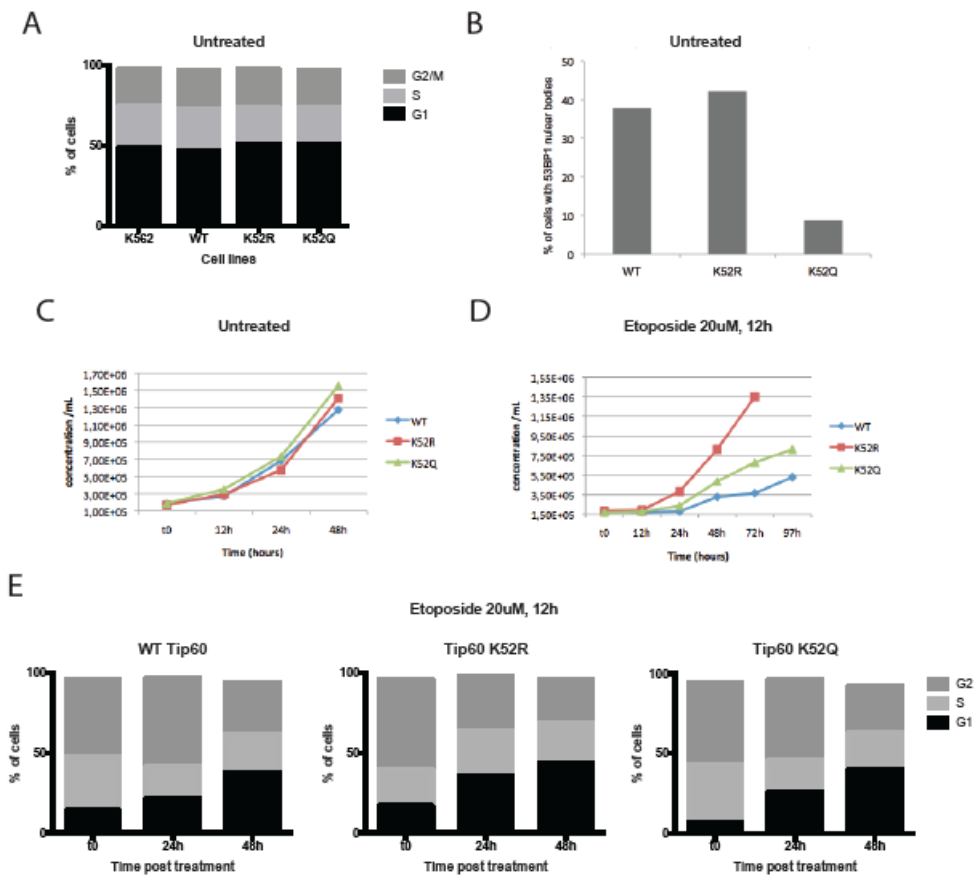 A
Untreated
100
50
0
% of cells
K562 WT K52R K52Q
Cell lines
G2/M
S
G1
B
Untreated
50
40
30
20
10
0
% of cells with 53BP1 nulear bodies
WT K52R K52Q
C
Untreated
1,70E+06
1,50E+06
1,30E+06
1,10E+06
9,00E+05
7,00E+05
5,00E+05
3,00E+05
1,00E+05
concentration /mL
t0 12h 24h 48h
Time (hours)
WT
K52R
K52Q
D
Etoposide 20uM, 12h
1,55E+06
1,35E+06
1,15E+06
9,50E+05
7,50E+05
5,50E+05
3,50E+05
1,50E+05
concentration /mL
t0 12h 24h 48h 72h 97h
Time (hours)
WT
K52R
K52Q
E
Etoposide 20uM, 12h
WT Tip60
100
50
0
% of cells
t0 24h 48h
Time post treatment
Tip60 K52R
100
50
0
% of cells
t0 24h 48h
Time post treatment
Tip60 K52Q
100
50
0
% of cells
t0 24h 48h
Time post treatment
G2
S
G1